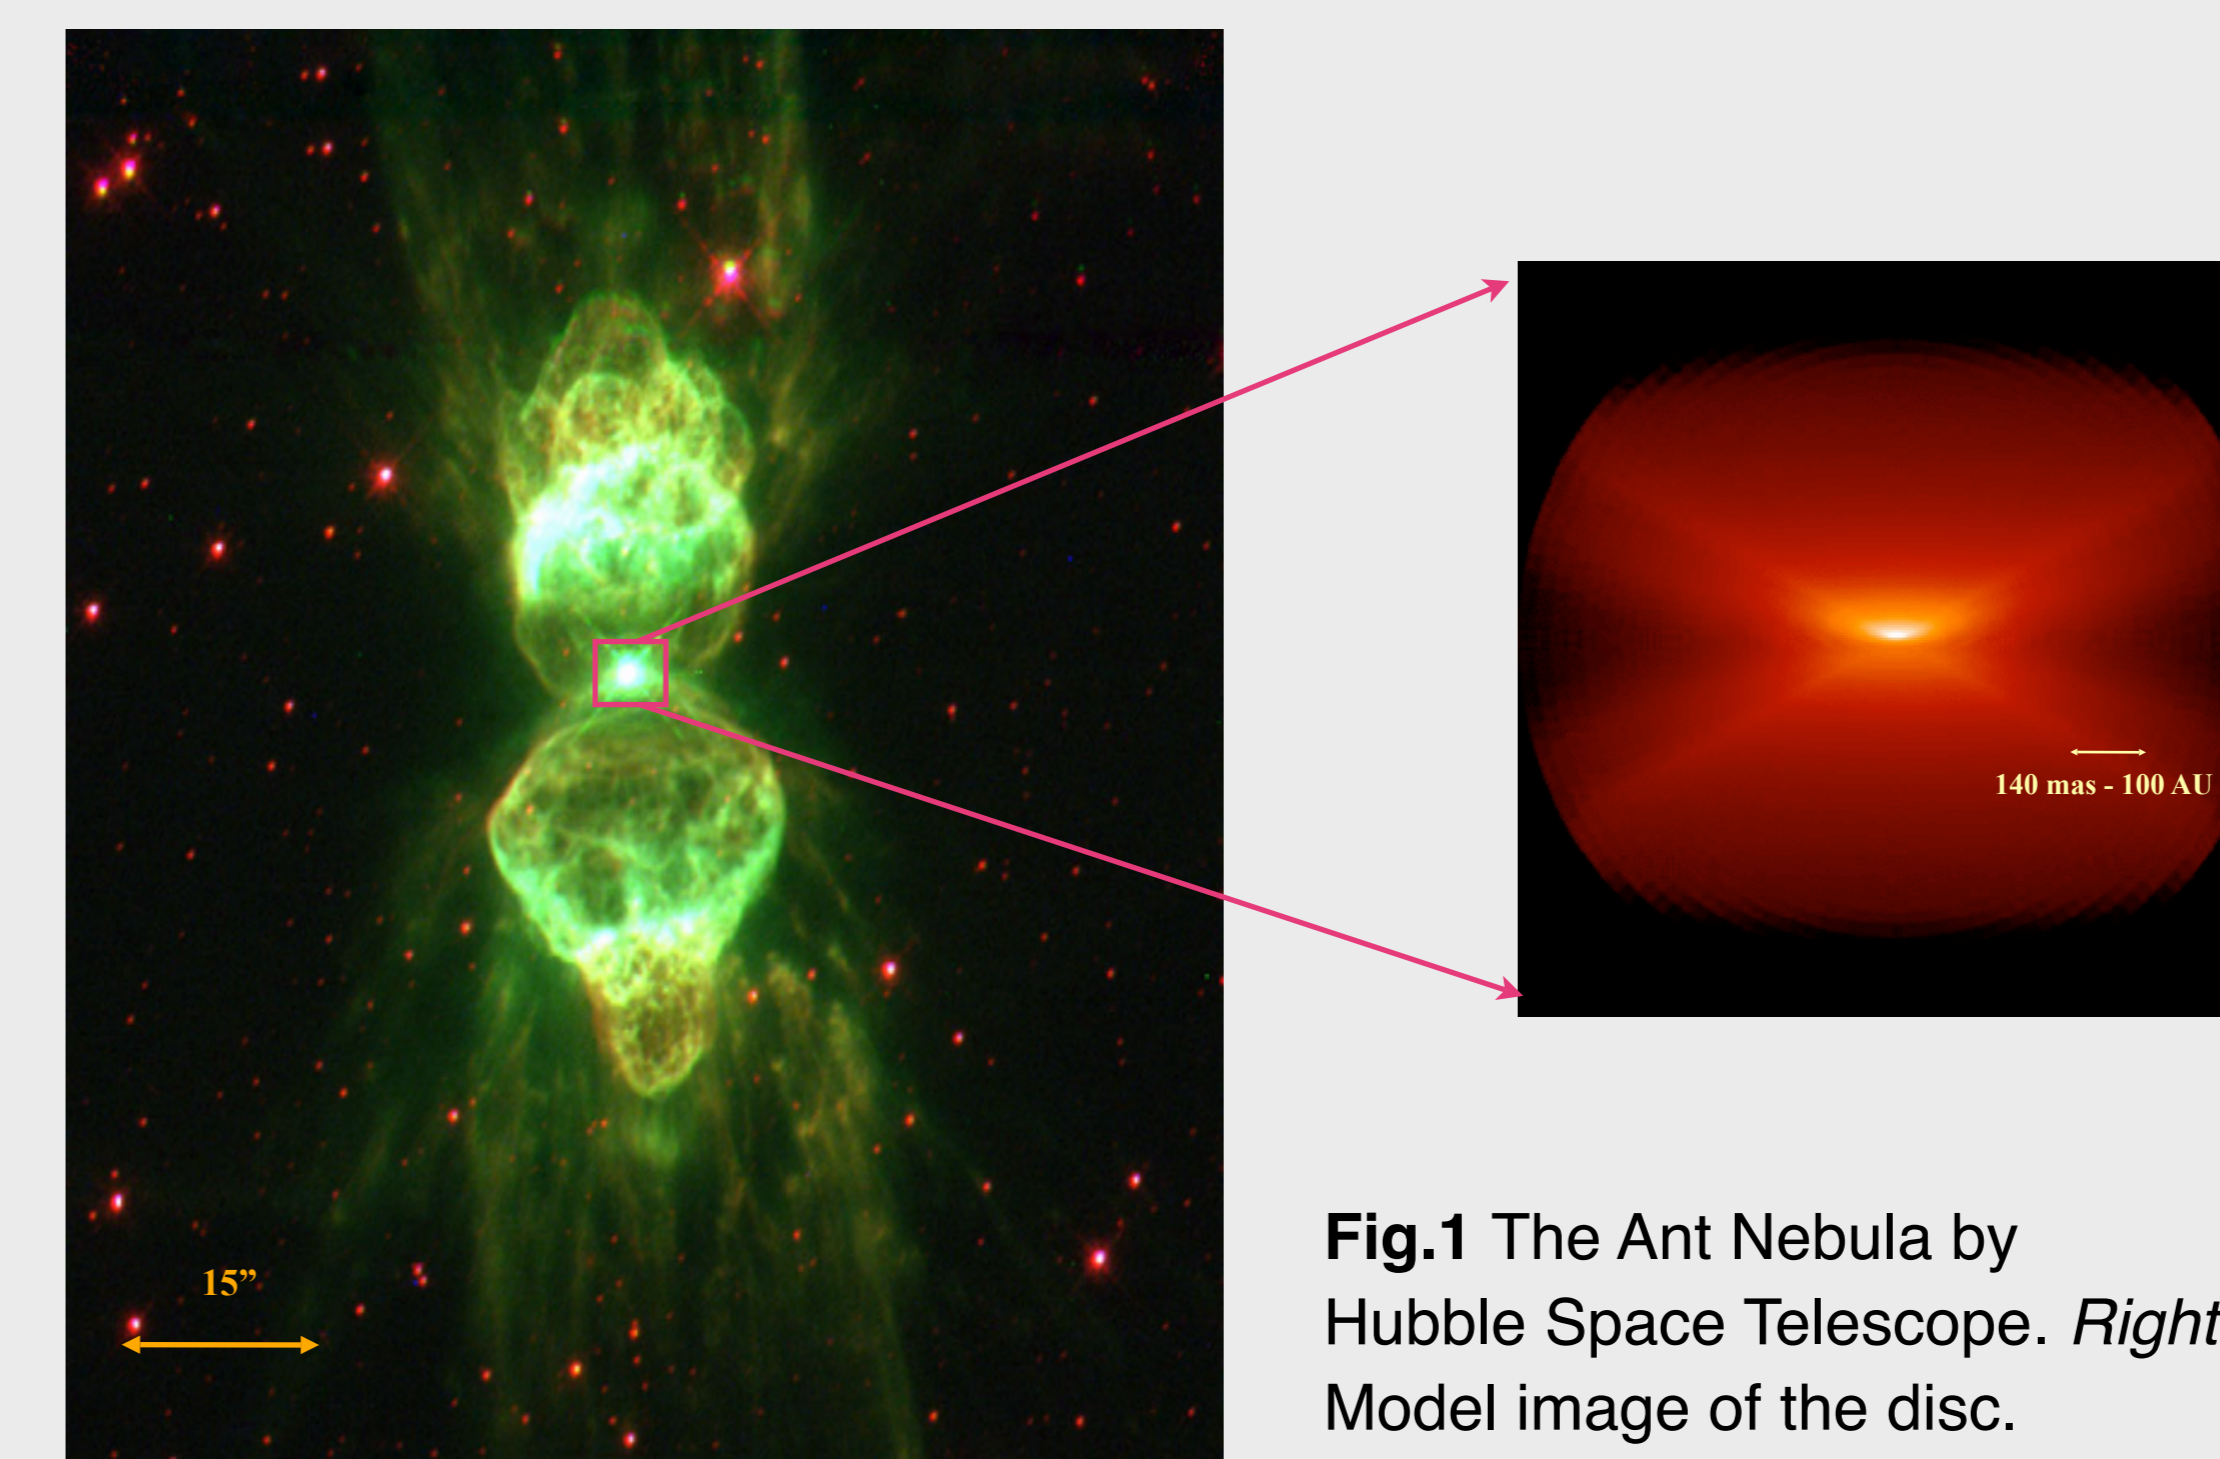 15”
140 mas - 100 AU
Fig.1 The Ant Nebula by
Hubble Space Telescope. Right
Model image of the disc.